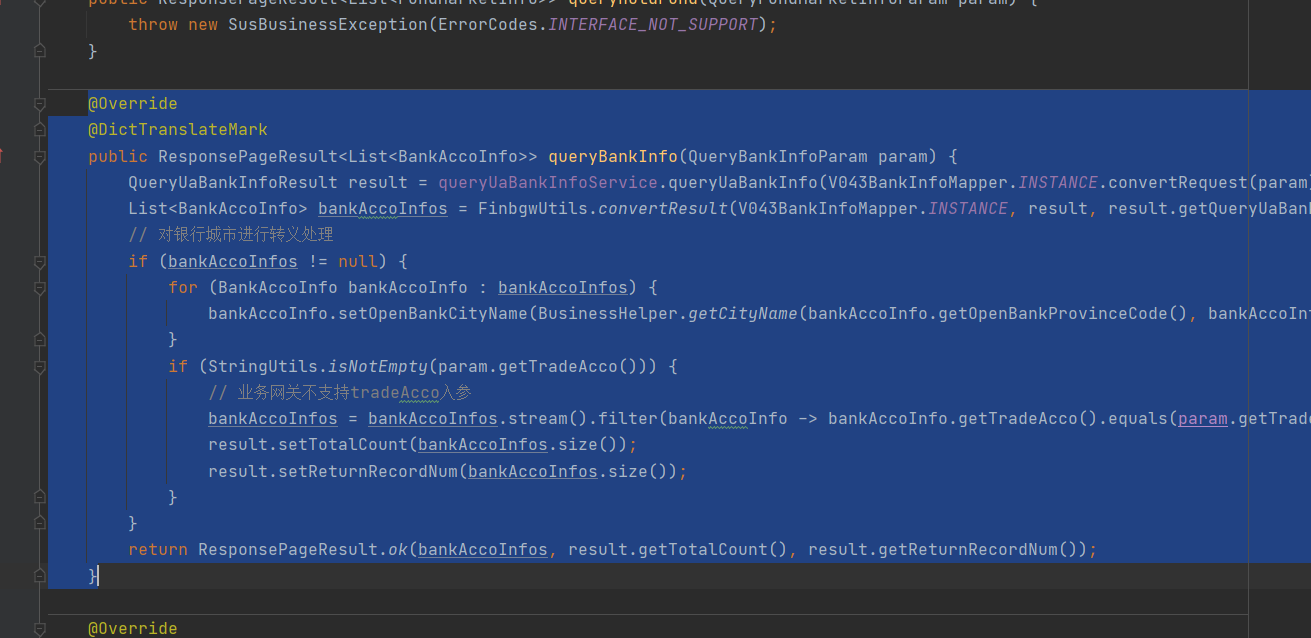 public ResponsePageResult<List<FundMarketInfo>> queryHotFund(QueryFundMarketInfoParam param) {
throw new SusBusinessException(ErrorCodes.INTERFACE_NOT_SUPPORT);
}
@Override
@DictTranslateMark
public ResponsePageResult<List<BankAccoInfo>> queryBankInfo(QueryBankInfoParam param) {
QueryUaBankInfoResult result = queryUaBankInfoService.queryUaBankInfo(V043BankInfoMapper.INSTANCE.convertRequest(param)
List<BankAccoInfo> bankAccoInfos = FinbgwUtils.convertResult(V043BankInfoMapper.INSTANCE, result, result.getQueryUaBan
// 对银行城市进行转义处理
if (bankAccoInfos != null) {
for (BankAccoInfo bankAccoInfo : bankAccoInfos) {
bankAccoInfo.setOpenBankCityName(BusinessHelper.getCityName(bankAccoInfo.getOpenBankProvinceCode(), bankAccoIn
}
if (StringUtils.isNotEmpty(param.getTradeAcco())) {
// 业务网关不支持tradeAcco入参
bankAccoInfos = bankAccoInfos.stream().filter(bankAccoInfo -> bankAccoInfo.getTradeAcco().equals(param.getTrad
result.setTotalCount(bankAccoInfos.size());
result.setReturnRecordNum(bankAccoInfos.size());
}
}
return ResponsePageResult.ok(bankAccoInfos, result.getTotalCount(), result.getReturnRecordNum());
}
@Override